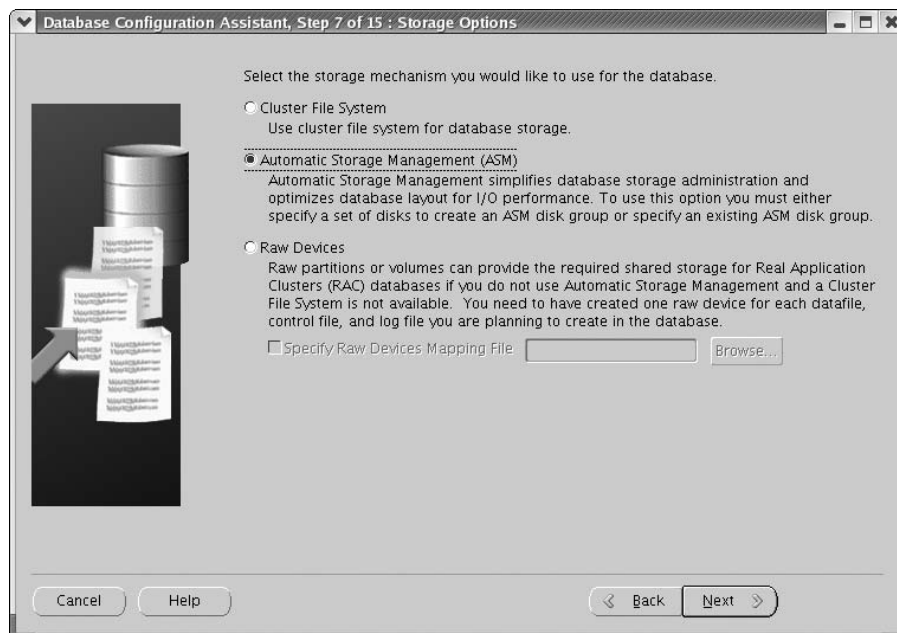 Database Configuration Assistant, Step 7 of 15 : Storage Options
Select the storage mechanism you would like to use for the database.
Cluster File System
Use cluster file system for database storage.
Automatic Storage Management (ASM)
Automatic Storage Management simplifies database storage administration and
optimizes database layout for I/O performance. To use this option you must either
specify a set of disks to create an ASM disk group or specify an existing ASM disk group.
Raw Devices
Raw partitions or volumes can provide the required shared storage for Real Application
Clusters (RAC) databases if you do not use Automatic Storage Management and a Cluster
File System is not available. You need to have created one raw device for each datafile,
control file, and log file you are planning to create in the database.
Specify Raw Devices Mapping File
Browse...
Cancel
Help
Back
Next